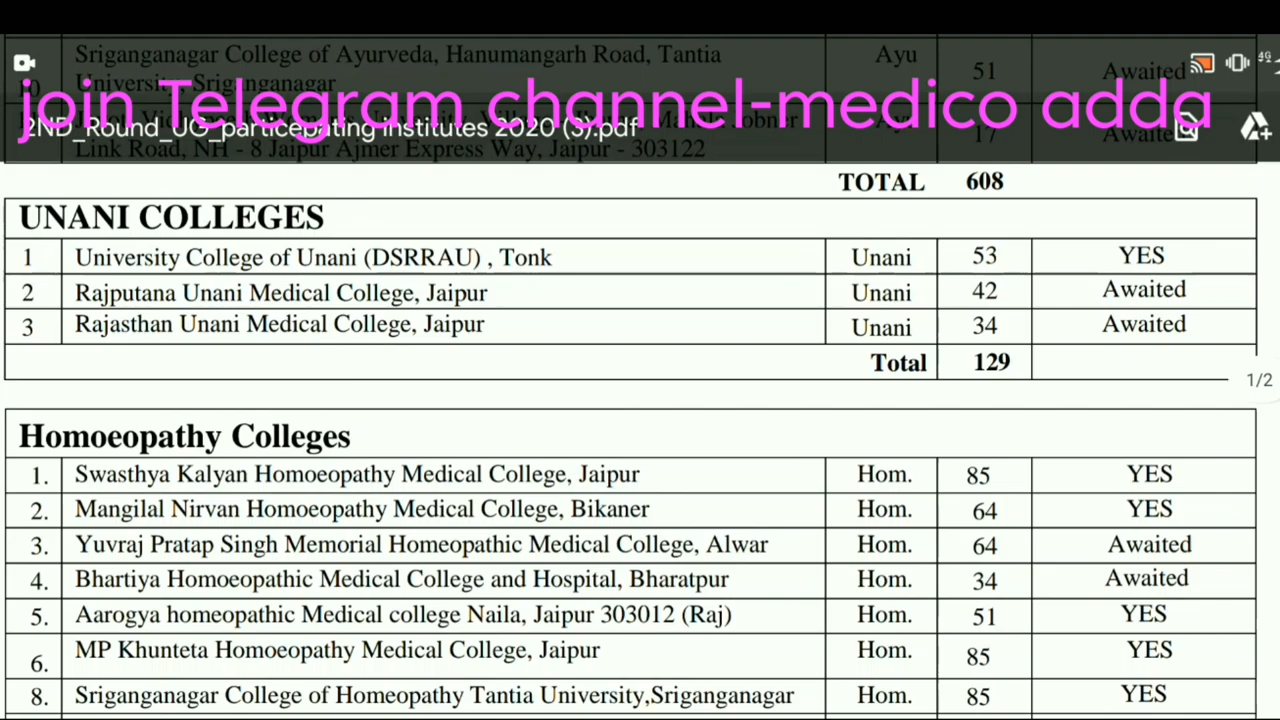 Sriganganagar College of Ayurveda, Hanumangarh Road, Tantia Ayu
University, Sriganganagar 51 Awaited
join Telegram channel-medico adda
2ND_Round_UG_particepating Institutes 2020 (3).pdf
Link Road, NH - 8 Jaipur Ajmer Express Way, Jaipur - 303122 17
TOTAL 608
UNANI COLLEGES
1 University College of Unani (DSRRAU) , Tonk Unani 53 YES
2 Rajputana Unani Medical College, Jaipur Unani 42 Awaited
3 Rajasthan Unani Medical College, Jaipur Unani 34 Awaited
Total 129
1/2
Homoeopathy Colleges
1. Swasthya Kalyan Homoeopathy Medical College, Jaipur Hom. 85 YES
2. Mangilal Nirvan Homoeopathy Medical College, Bikaner Hom. 64 YES
3. Yuvraj Pratap Singh Memorial Homeopathic Medical College, Alwar Hom. 64 Awaited
4. Bhartiya Homoeopathic Medical College and Hospital, Bharatpur Hom. 34 Awaited
5. Aarogya homeopathic Medical college Naila, Jaipur 303012 (Raj) Hom. 51 YES
6. MP Khunteta Homoeopathy Medical College, Jaipur Hom. 85 YES
8. Sriganganagar College of Homeopathy Tantia University,Sriganganagar Hom. 85 YES